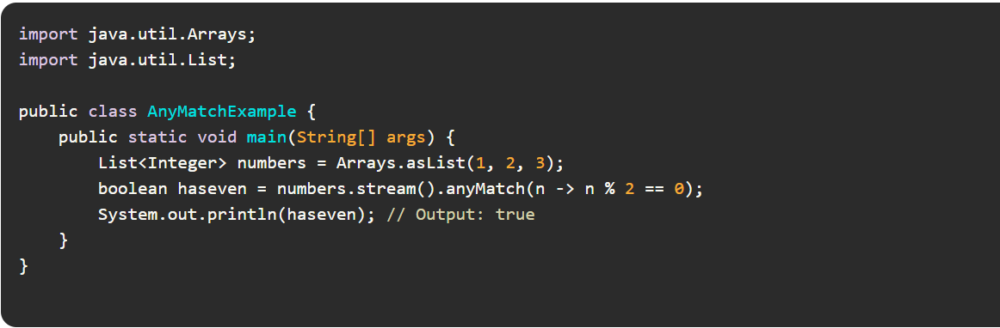 import java.util.Arrays;
import java.util.List;

public class AnyMatchExample {
    public static void main(String[] args) {
        List<Integer> numbers = Arrays.asList(1, 2, 3);
        boolean haseven = numbers.stream().anyMatch(n -> n % 2 == 0);
        System.out.println(haseven); // Output: true
    }
}